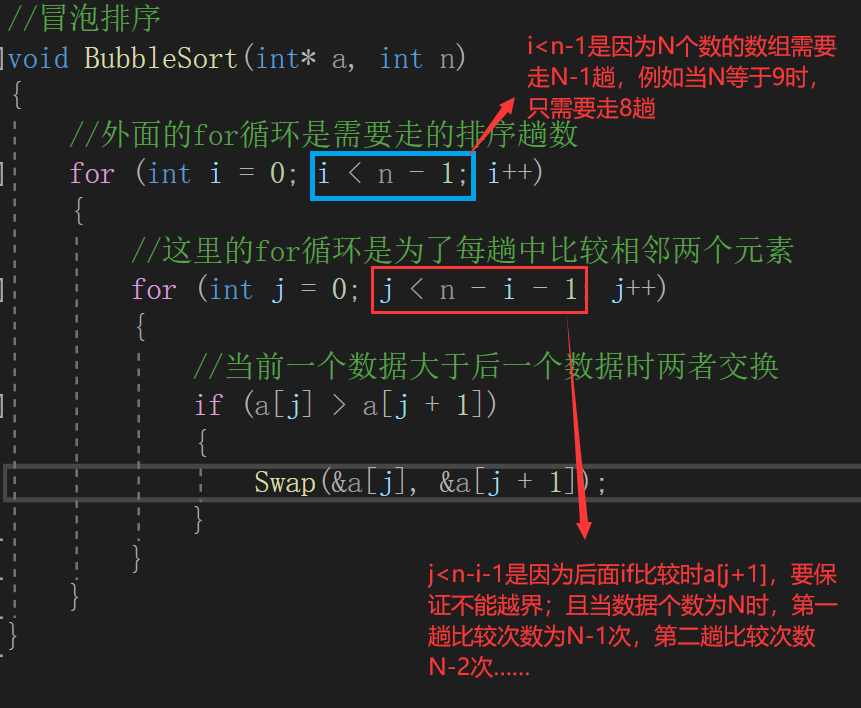 //冒泡排序
void BubbleSort(int* a, int n)
{
i<n-1是因为N个数的数组需要
走N-1趟，例如当N等于9时，
只需要走8趟
//外面的for循环是需要走的排序趟数
for (int i = 0; i < n - 1; i++)
{
//这里的for循环是为了每趟中比较相邻两个元素
for (int j = 0; j < n - i - 1; j++)
{
//当前一个数据大于后一个数据时两者交换
if (a[j] > a[j + 1])
{
Swap(&a[j], &a[j + 1]);
}
}
}
}
j<n-i-1是因为后面if比较时a[j+1]，要保
证不能越界；且当数据个数为N时，第一
趟比较次数为N-1次，第二趟比较次数
N-2次......